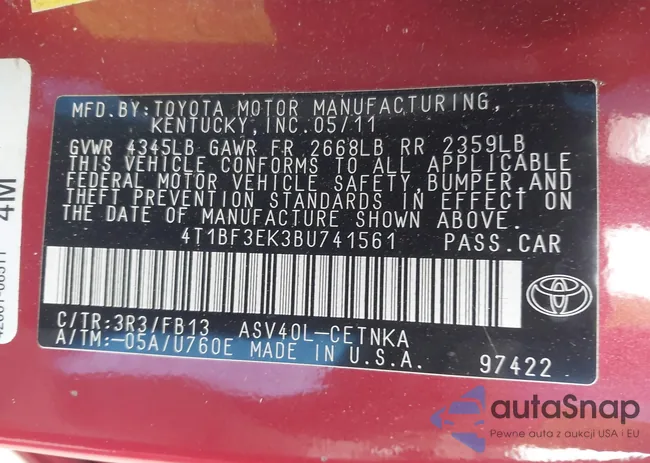 MFD.BY:TOYOTA MOTOR MANUFACTURING,
KENTUCKY,INC.05/11
GVWR 4345LB GAWR FR 2668LB RR 2359LB
THIS VEHICLE CONFORMS TO ALL APPLICABLE
FEDERAL MOTOR VEHICLE SAFETY,BUMPER,AND
THEFT PREVENTION STANDARDS IN EFFECT ON
THE DATE OF MANUFACTURE SHOWN ABOVE.
4T1BF3EK3BU741561 PASS.CAR
C/TR:3R3/FB13 ASV40L-CETNKA
A/TM:-05A/U760E MADE IN U.S.A.
97422
4M
autaSnap
Pewne auta z aukcji USA i EU